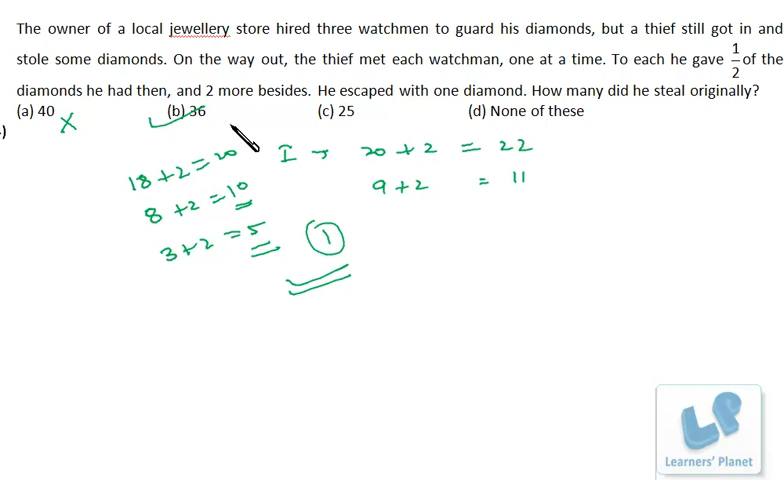 The owner of a local jewellery store hired three watchmen to guard his diamonds, but a thief still got in and
stole some diamonds. On the way out, the thief met each watchman, one at a time. To each he gave 1/2 of the
diamonds he had then, and 2 more besides. He escaped with one diamond. How many did he steal originally?
(a) 40 (b) 36 (c) 25 (d) None of these
)
18+2=20 I → 20+2 = 22
8+2=10 9+2 = 11
3+2=5 1
LP
Learners' Planet